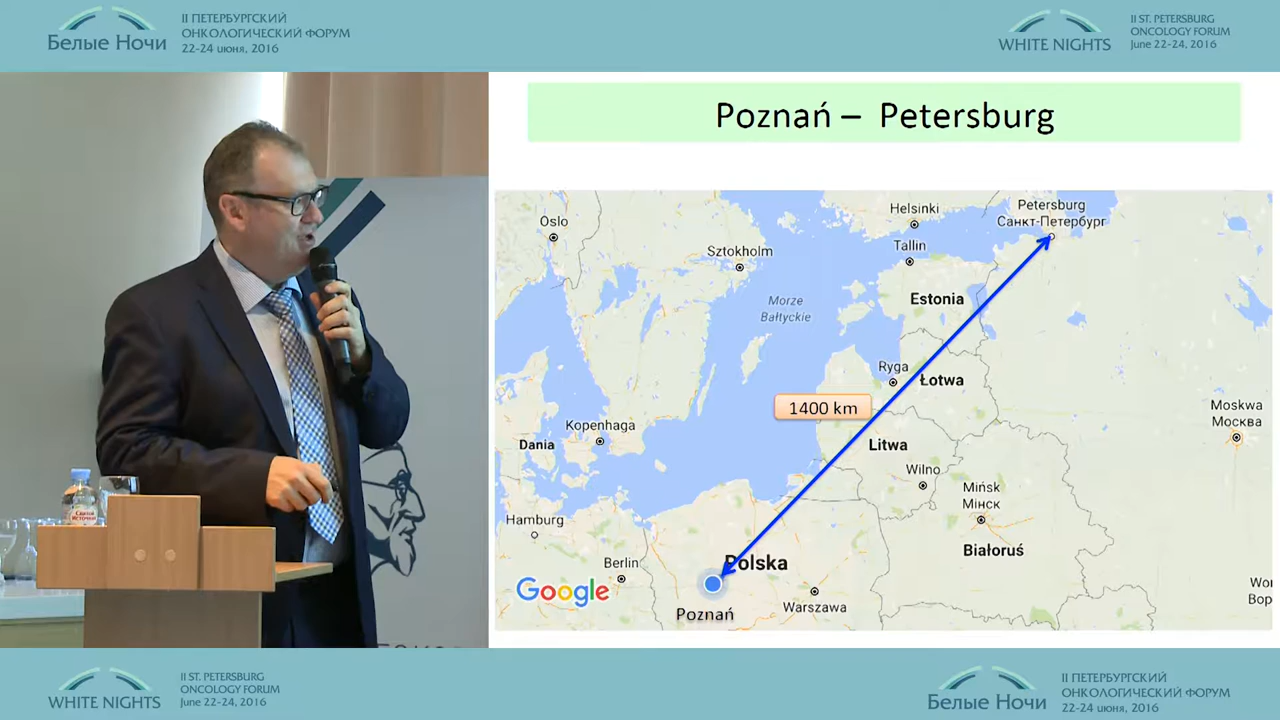 Белые Ночи
II ПЕТЕРБУРГСКИЙ
ОНКОЛОГИЧЕСКИЙ ФОРУМ
22-24 июня, 2016
WHITE NIGHTS
II ST. PETERSBURG
ONCOLOGY FORUM
June 22-24, 2016
Poznań – Petersburg
Petersburg
Санкт-Петербург
Helsinki
Oslo
Tallin
Sztokholm
Estonia
Morze
Bałtyckie
Ryga
Łotwa
1400 km
Moskwa
Москва
Kopenhaga
Dania
Litwa
Wilno
Mińsk
Мінск
Hamburg
Białoruś
Berlin
Polska
Google
Warszawa
Poznań
WHITE NIGHTS
II ST. PETERSBURG
ONCOLOGY FORUM
June 22-24, 2016
Белые Ночи
II ПЕТЕРБУРГСКИЙ
ОНКОЛОГИЧЕСКИЙ ФОРУМ
22-24 июня, 2016